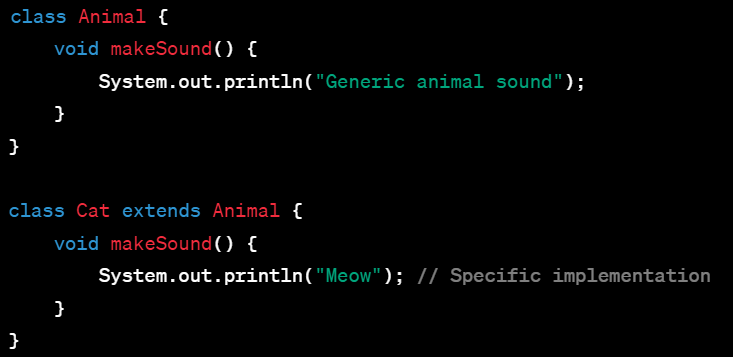 class Animal {
    void makeSound() {
        System.out.println("Generic animal sound");
    }
}

class Cat extends Animal {
    void makeSound() {
        System.out.println("Meow"); // Specific implementation
    }
}